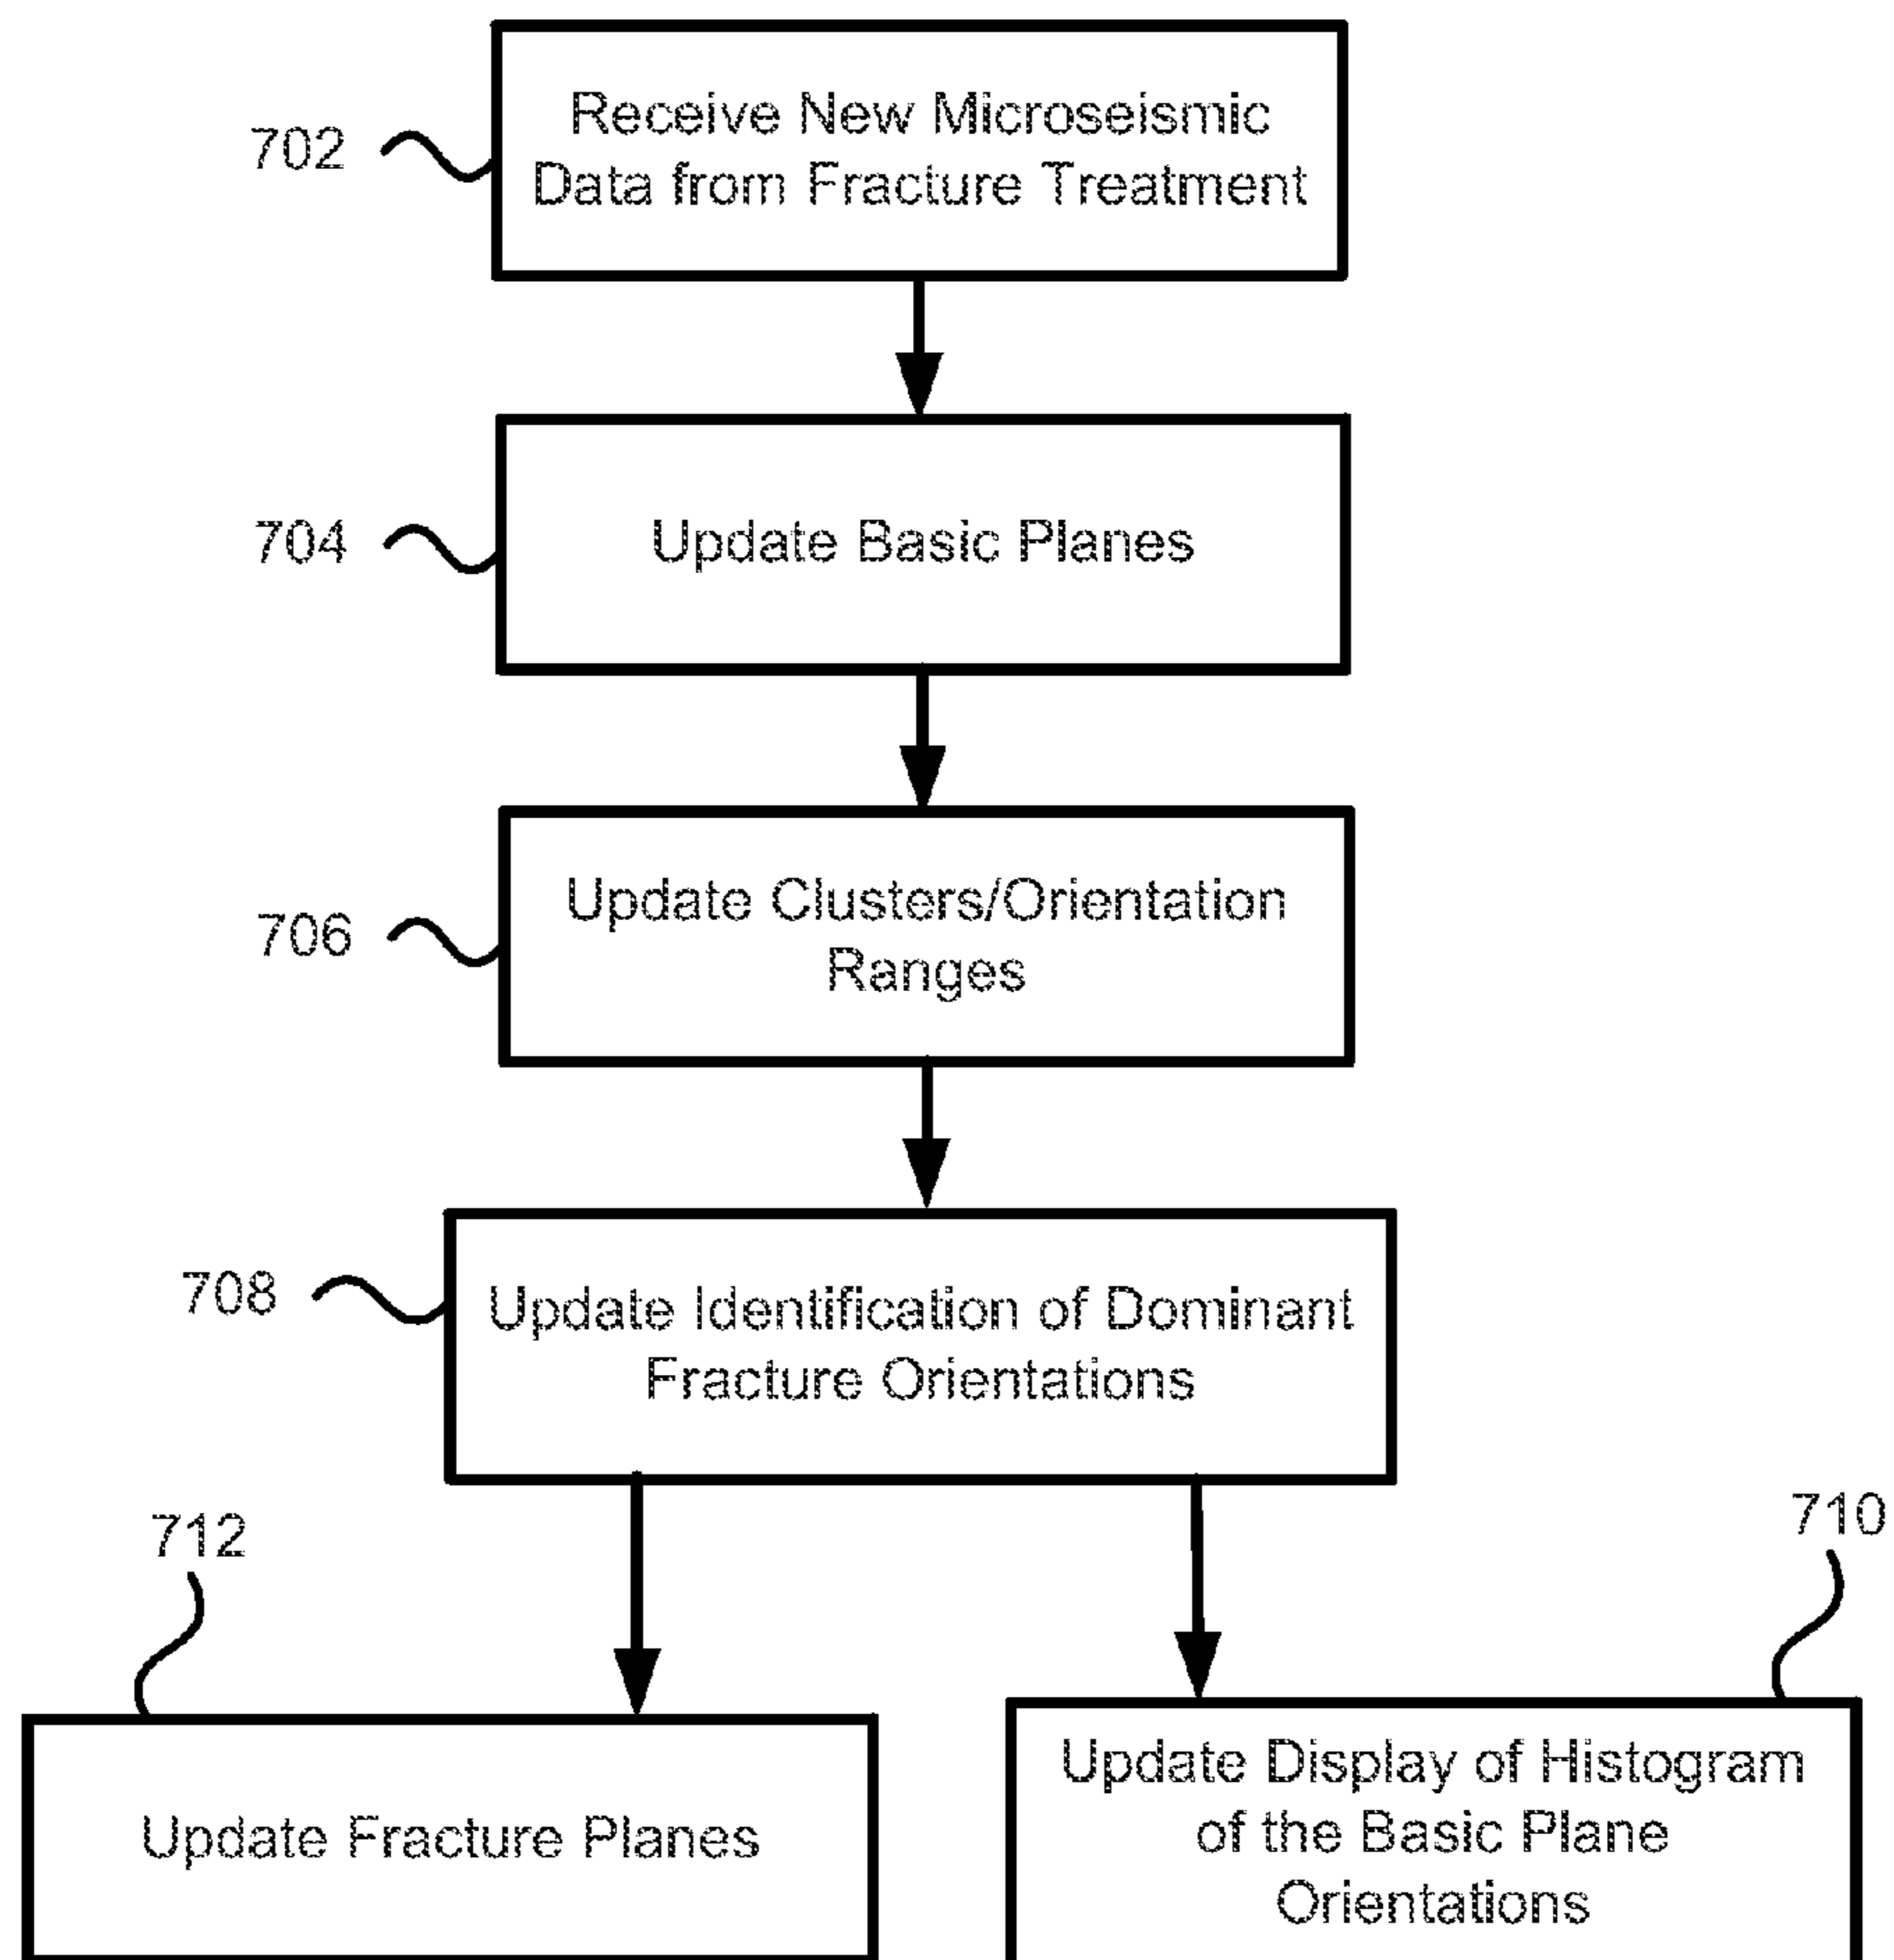 702
Receive New Microseismic
Data from Fracture Treatment
704
Update Basic Planes
706
Update Clusters/Orientation
Ranges
708
Update Identification of Dominant
Fracture Orientations
712
710
Update Fracture Planes
Update Display of Histogram
of the Basic Plane
Orientations